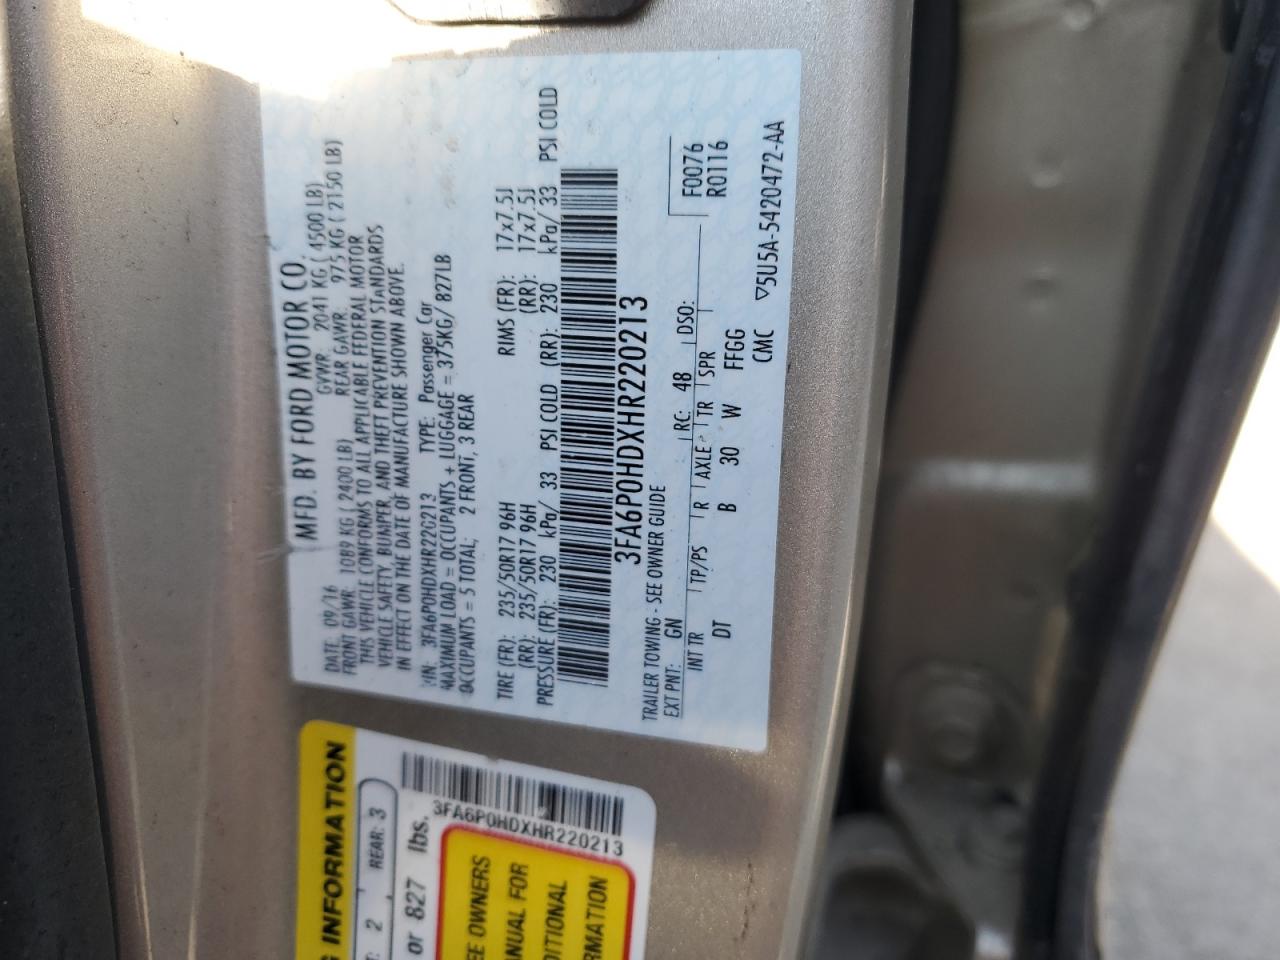 MFD. BY FORD MOTOR CO.
DATE: 09/16 GVWR: 2041 KG ( 4500 LB)
FRONT GAWR: 1089 KG ( 2400 LB) REAR GAWR: 975 KG ( 2150 LB)
THIS VEHICLE CONFORMS TO ALL APPLICABLE FEDERAL MOTOR
VEHICLE SAFETY, BUMPER, AND THEFT PREVENTION STANDARDS
IN EFFECT ON THE DATE OF MANUFACTURE SHOWN ABOVE.
VIN: 3FA6P0HDXHR220213 TYPE: Passenger Car
MAXIMUM LOAD = OCCUPANTS + LUGGAGE = 375KG/ 827LB
OCCUPANTS = 5 TOTAL; 2 FRONT, 3 REAR
TIRE (FR): 235/50R17 96H RIMS (FR): 17x7.5J
(RR): 235/50R17 96H (RR): 17x7.5J
PRESSURE (FR): 230 kPa/ 33 PSI COLD (RR): 230 kPa/ 33 PSI COLD
3FA6P0HDXHR220213
TRAILER TOWING - SEE OWNER GUIDE
EXT PNT: GN RC: 48 DSO: F0076
R0116
INT TR TP/PS R AXLE TR SPR
DT B 30 W FFGG
CMC ▽5U5A-5420472-AA
INFORMATION
2 REAR: 3
or 827 lbs.
3FA6P0HDXHR220213
OWNERS
FOR